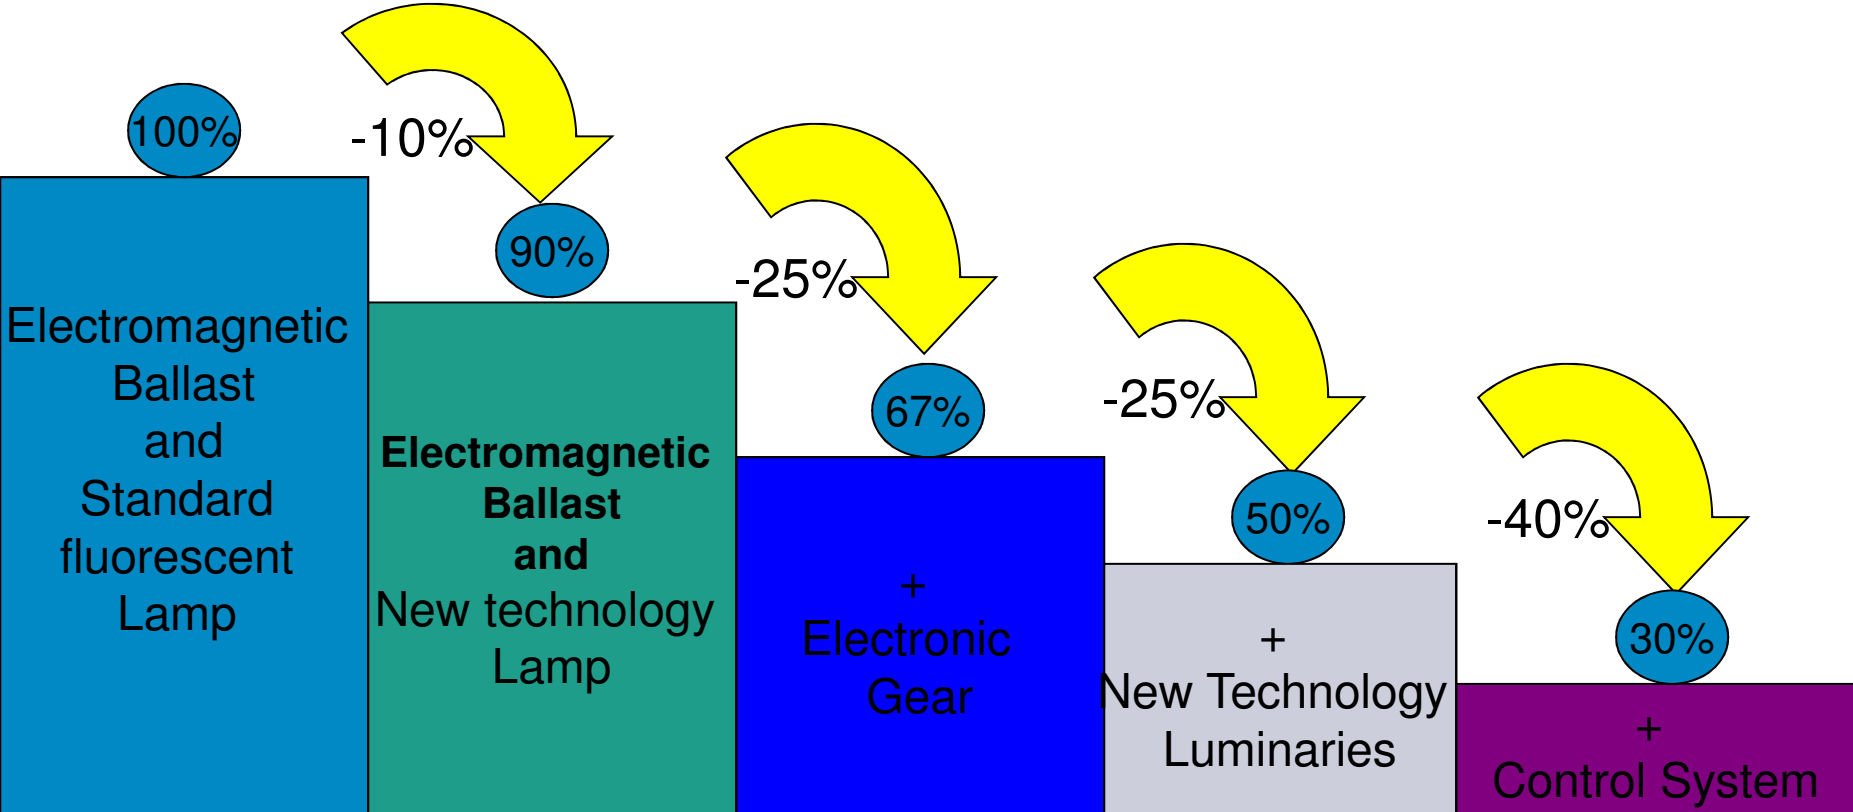 100%
Electromagnetic
Ballast
and
Standard
fluorescent
Lamp
-10%
90%
Electromagnetic
Ballast
and
New technology
Lamp
-25%
67%
+
Electronic
Gear
-25%
50%
+
New Technology
Luminaries
-40%
30%
+
Control System